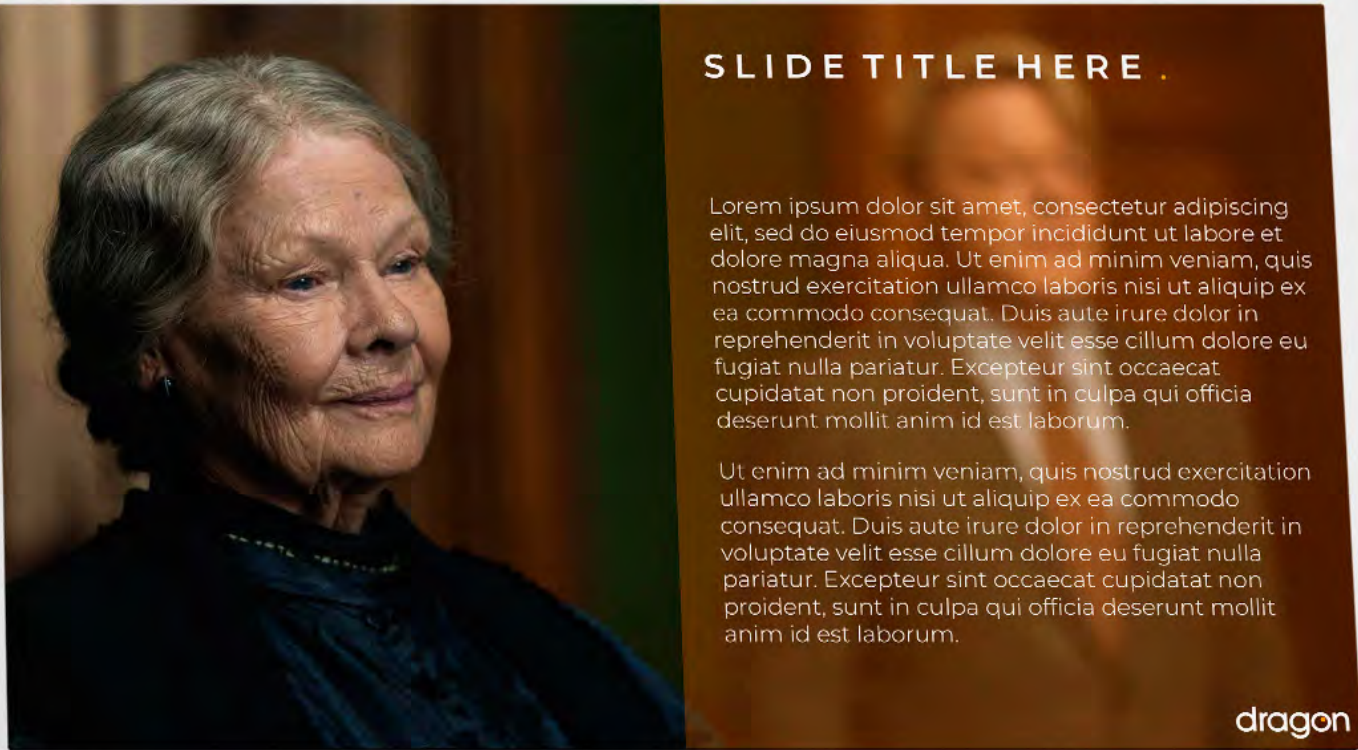 SLIDE TITLE HERE .
Lorem ipsum dolor sit amet, consectetur adipiscing
elit, sed do eiusmod tempor incididunt ut labore et
dolore magna aliqua. Ut enim ad minim veniam, quis
nostrud exercitation ullamco laboris nisi ut aliquip ex
ea commodo consequat. Duis aute irure dolor in
reprehenderit in voluptate velit esse cillum dolore eu
fugiat nulla pariatur. Excepteur sint occaecat
cupidatat non proident, sunt in culpa qui officia
deserunt mollit anim id est laborum.
Ut enim ad minim veniam, quis nostrud exercitation
ullamco laboris nisi ut aliquip ex ea commodo
consequat. Duis aute irure dolor in reprehenderit in
voluptate velit esse cillum dolore eu fugiat nulla
pariatur. Excepteur sint occaecat cupidatat non
proident, sunt in culpa qui officia deserunt mollit
anim id est laborum.
dragon